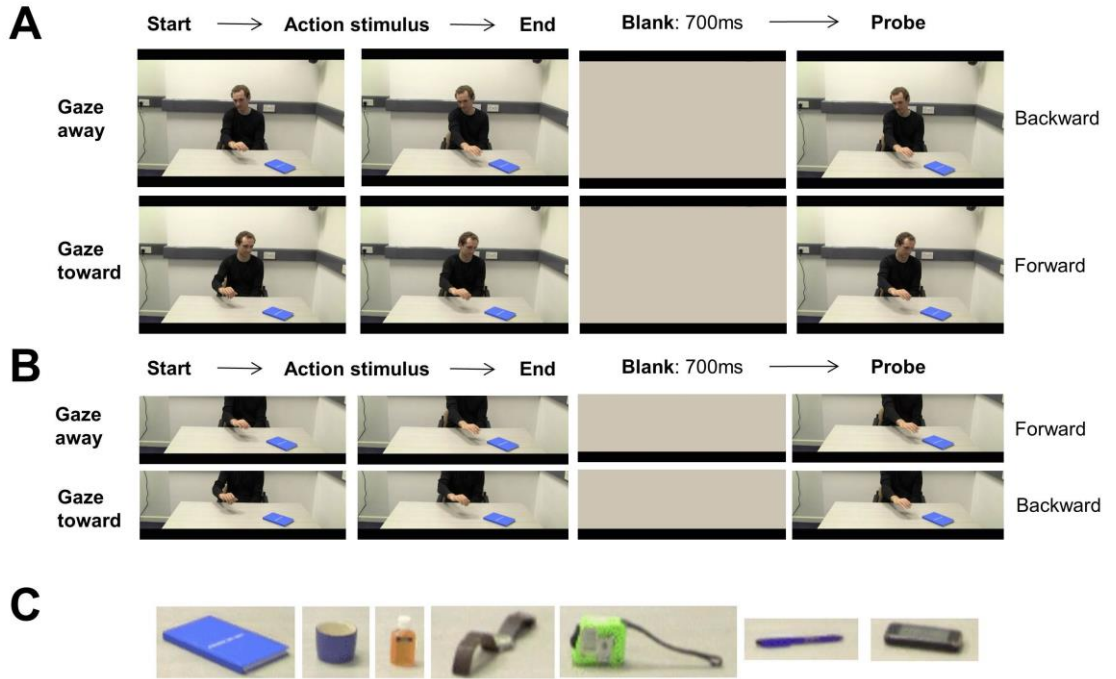 A
Start → Action stimulus → End Blank: 700ms → Probe
Gaze
away
Backward
Gaze
toward
Forward
B
Start → Action stimulus → End Blank: 700ms → Probe
Gaze
away
Forward
Gaze
toward
Backward
C